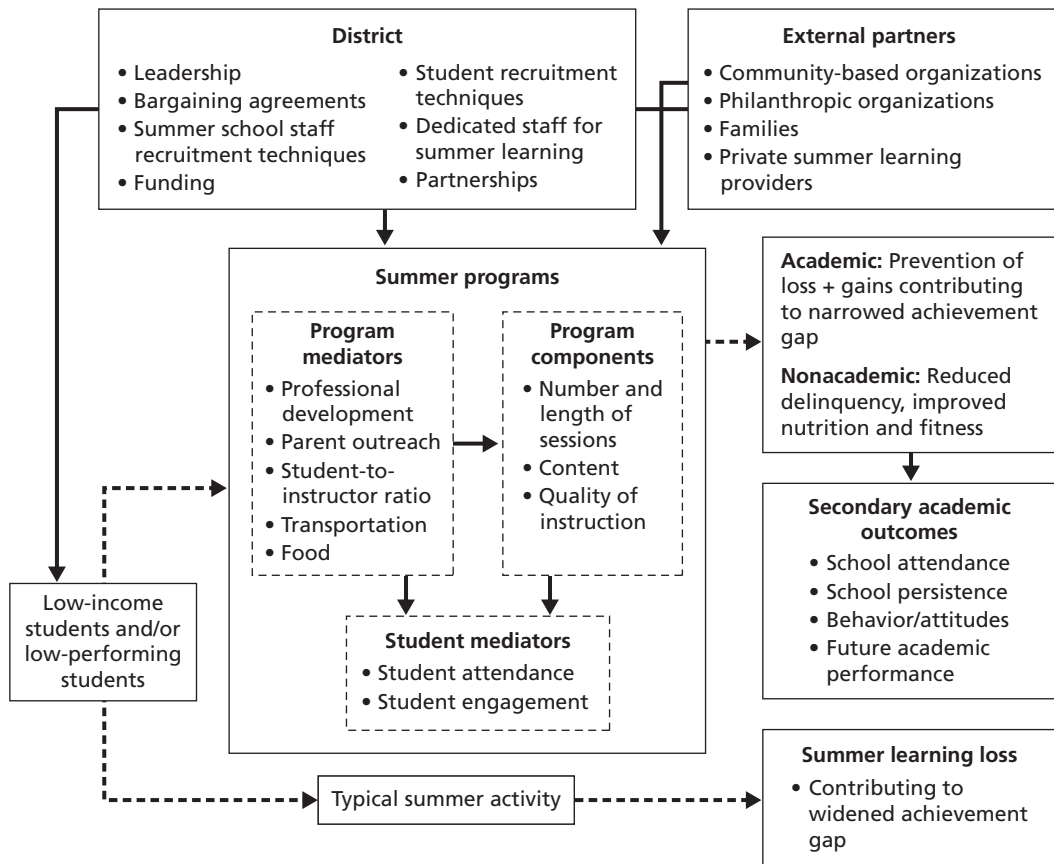 District
• Leadership
• Bargaining agreements
• Summer school staff
recruitment techniques
• Funding
• Student recruitment
techniques
• Dedicated staff for
summer learning
• Partnerships
External partners
• Community-based organizations
• Philanthropic organizations
• Families
• Private summer learning
providers
Summer programs
Program
mediators
• Professional
development
• Parent outreach
• Student-to-
instructor ratio
• Transportation
• Food
Program
components
• Number and
length of
sessions
• Content
• Quality of
instruction
Student mediators
• Student attendance
• Student engagement
Academic: Prevention of
loss + gains contributing
to narrowed achievement
gap
Nonacademic: Reduced
delinquency, improved
nutrition and fitness
Secondary academic
outcomes
• School attendance
• School persistence
• Behavior/attitudes
• Future academic
performance
Low-income
students and/or
low-performing
students
Typical summer activity
Summer learning loss
• Contributing to
widened achievement
gap